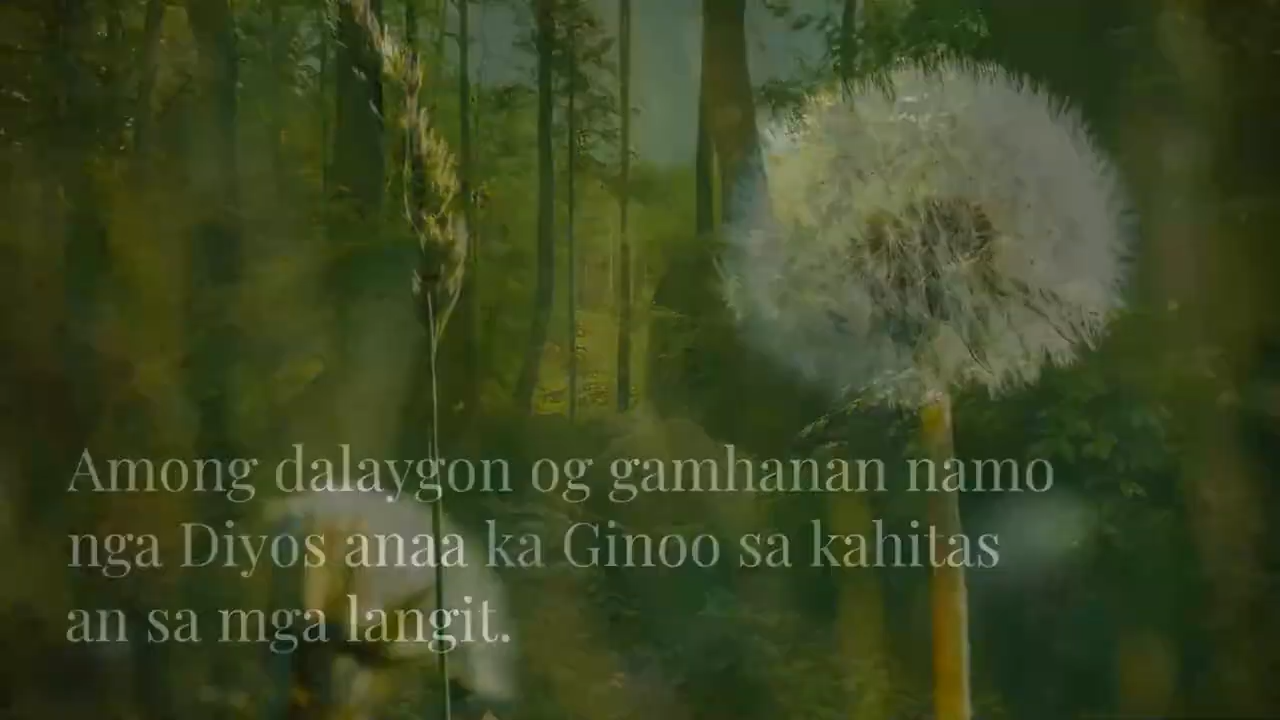 Among dalaygon og gamhanan namo
nga Diyos anaa ka Ginoo sa kahitas
an sa mga langit.